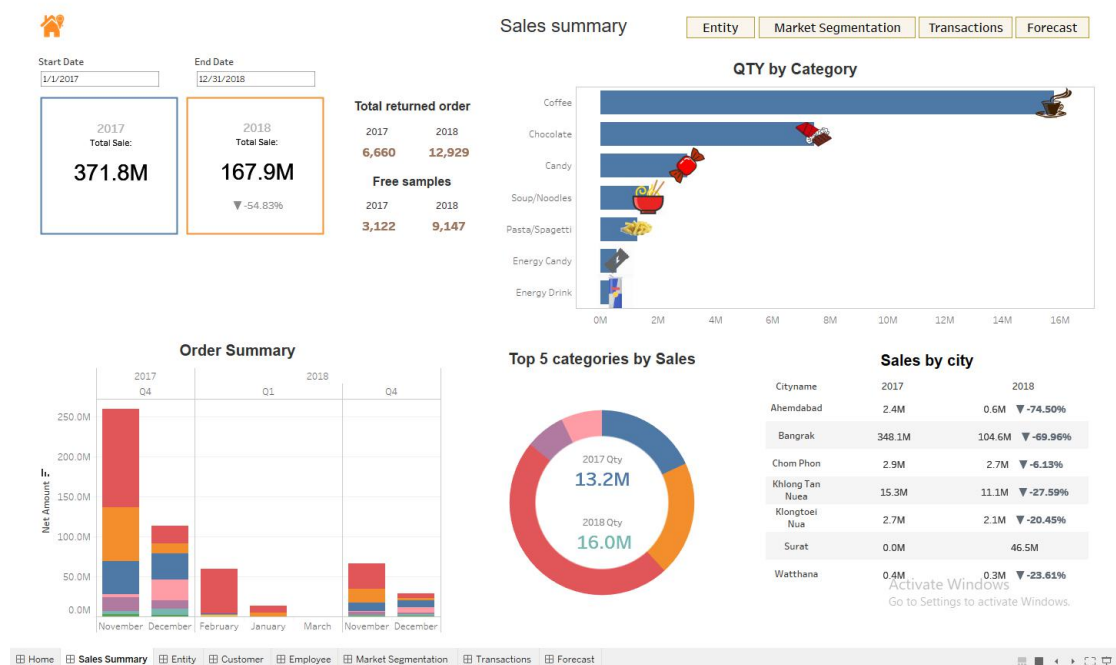 Sales summary
Entity
Market Segmentation
Transactions
Forecast
Start Date
End Date
1/1/2017
12/31/2018
2017
Total Sale:
371.8M
2018
Total Sale:
167.9M
▼-54.83%
Total returned order
2017 2018
6,660 12,929
Free samples
2017 2018
3,122 9,147
QTY by Category
Coffee
Chocolate
Candy
Soup/Noodles
Pasta/Spagetti
Energy Candy
Energy Drink
0M 2M 4M 6M 8M 10M 12M 14M 16M
Order Summary
2017 2018
Q4 Q1 Q4
Net Amount
250.0M
200.0M
150.0M
100.0M
50.0M
0.0M
November December February January March November December
Top 5 categories by Sales
2017 Qty
13.2M
2018 Qty
16.0M
Sales by city
Cityname 2017 2018
Ahemdabad 2.4M 0.6M ▼-74.50%
Bangrak 348.1M 104.6M ▼-69.96%
Chom Phon 2.9M 2.7M ▼-6.13%
Khlong Tan
Nuea
15.3M 11.1M ▼-27.59%
Klongtoei
Nua
2.7M 2.1M ▼-20.45%
Surat 0.0M 46.5M
Watthana 0.4M 0.3M ▼-23.61%
Activate Windows
Go to Settings to activate Windows.
Home Sales Summary Entity Customer Employee Market Segmentation Transactions Forecast